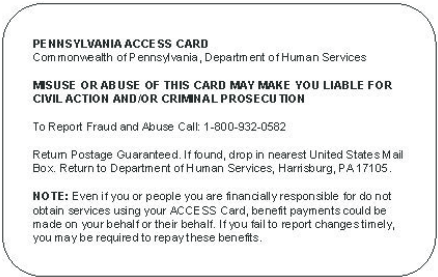 PENNSYLVANIA ACCESS CARD
Commonwealth of Pennsylvania, Department of Human Services
MISUSE OR ABUSE OF THIS CARD MAY MAKE YOU LIABLE FOR
CIVIL ACTION AND/OR CRIMINAL PROSECUTION
To Report Fraud and Abuse Call: 1-800-932-0582
Return Postage Guaranteed. If found, drop in nearest United States Mail
Box. Return to Department of Human Services, Harrisburg, PA 17105.
NOTE: Even if you or people you are financially responsible for do not
obtain services using your ACCESS Card, benefit payments could be
made on your behalf or their behalf. If you fail to report changes timely,
you may be required to repay these benefits.